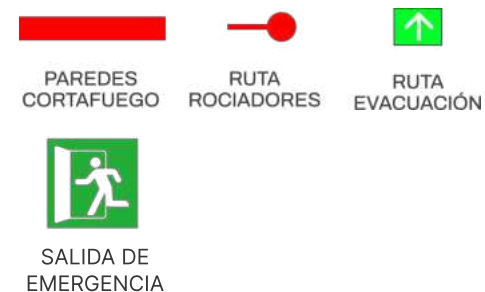 PAREDES
CORTAFUEGO
RUTA
ROCIADORES
RUTA
EVACUACIÓN
SALIDA DE
EMERGENCIA